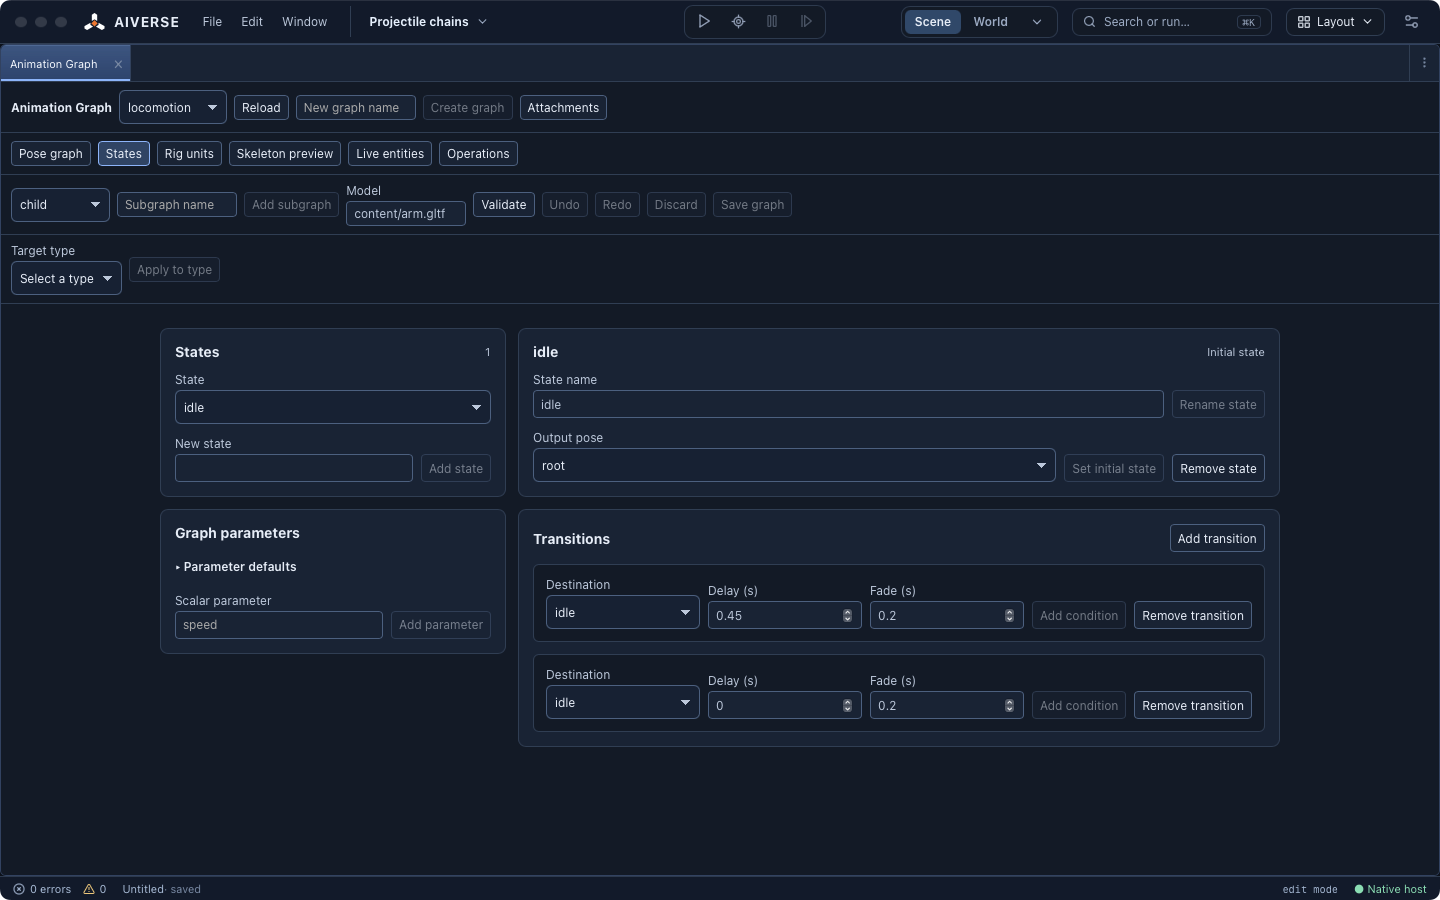 AIVERSE File Edit Window Projectile chains Scene World Search or run... ⌘K Layout
Animation Graph
Animation Graph locomotion Reload New graph name Create graph Attachments
Pose graph States Rig units Skeleton preview Live entities Operations
Model
child Subgraph name Add subgraph content/arm.gltf Validate Undo Redo Discard Save graph
Target type
Select a type Apply to type
States 1
State
idle
New state
Add state
idle Initial state
State name
idle Rename state
Output pose
root Set initial state Remove state
Graph parameters
Parameter defaults
Scalar parameter
speed Add parameter
Transitions Add transition
Destination Delay (s) Fade (s)
idle 0.45 0.2 Add condition Remove transition
Destination Delay (s) Fade (s)
idle 0 0.2 Add condition Remove transition
0 errors 0 Untitled · saved edit mode Native host